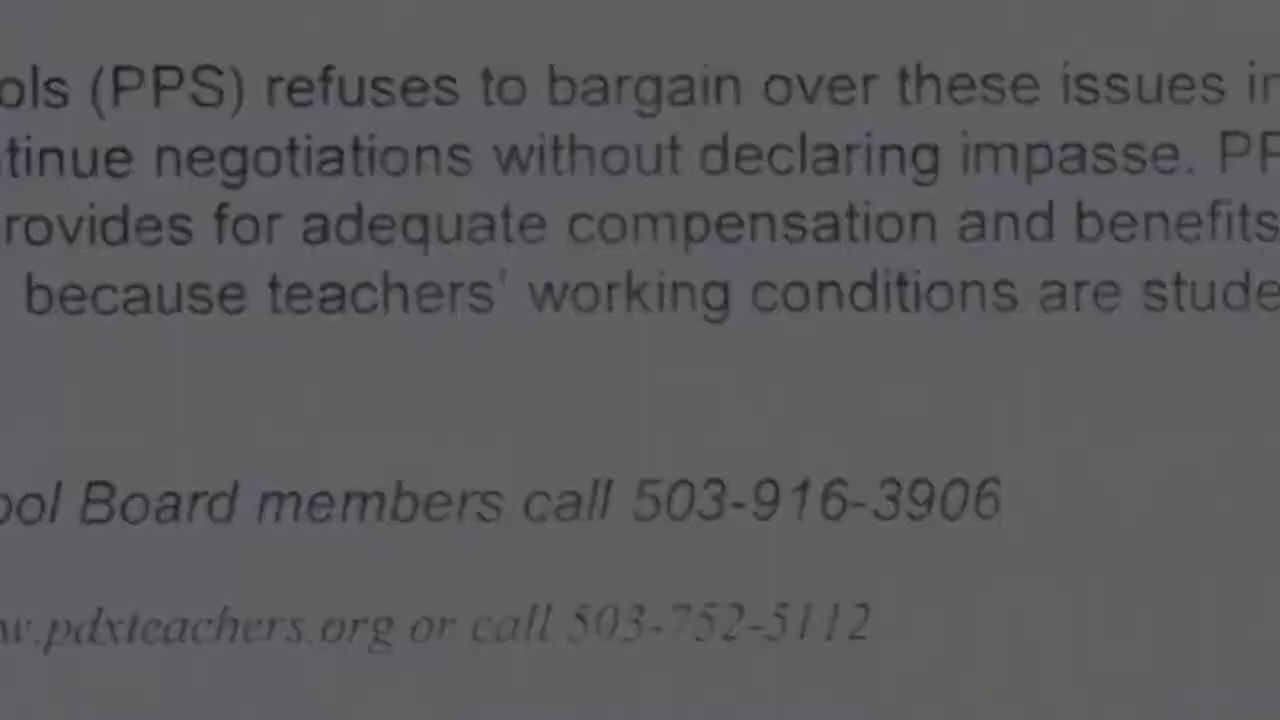 ols (PPS) refuses to bargain over these issues in
tinue negotiations without declaring impasse. PP
rovides for adequate compensation and benefits
because teachers' working conditions are stude
ool Board members call 503-916-3906
w.pdxteachers.org or call 503-752-5112